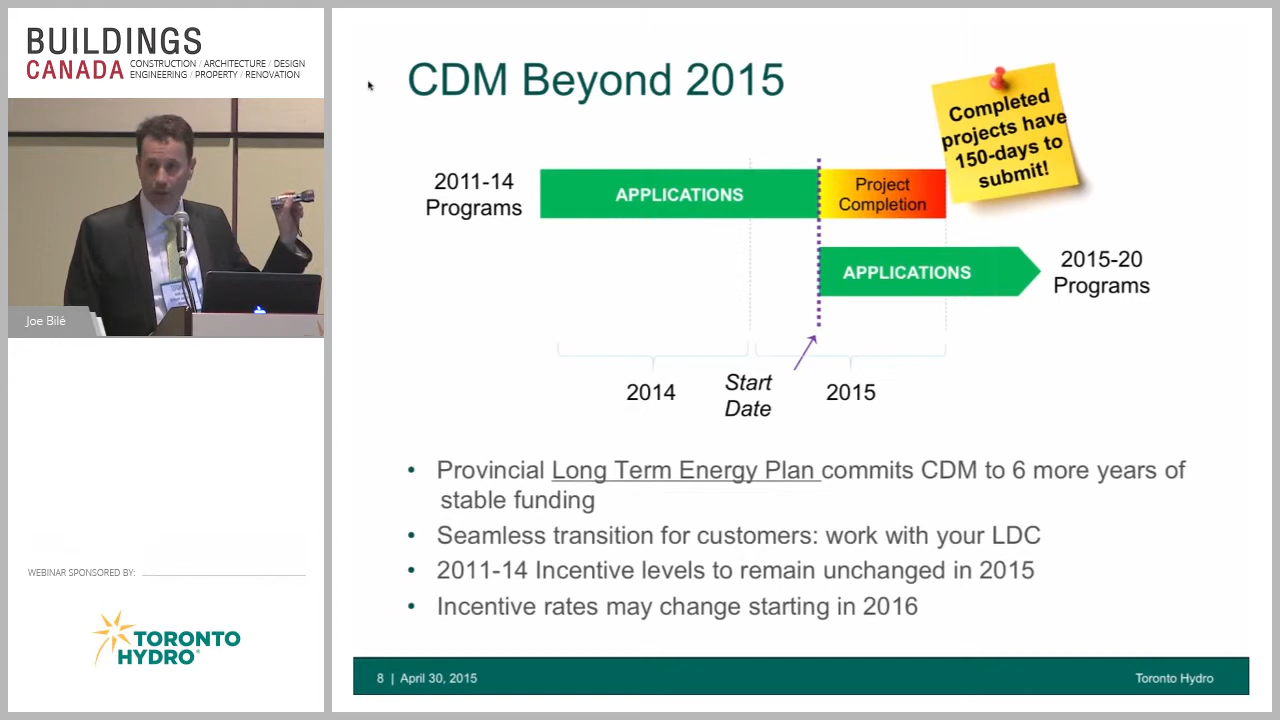 BUILDINGS
CANADA
CONSTRUCTION / ARCHITECTURE / DESIGN
ENGINEERING / PROPERTY / RENOVATION
Joe Bilé
WEBINAR SPONSORED BY:
TORONTO
HYDRO
CDM Beyond 2015
Completed
projects have
150-days to
submit!
2011-14
Programs
APPLICATIONS
Project
Completion
APPLICATIONS
2015-20
Programs
2014
Start
Date
2015
• Provincial Long Term Energy Plan commits CDM to 6 more years of
stable funding
• Seamless transition for customers: work with your LDC
• 2011-14 Incentive levels to remain unchanged in 2015
• Incentive rates may change starting in 2016
8 | April 30, 2015
Toronto Hydro